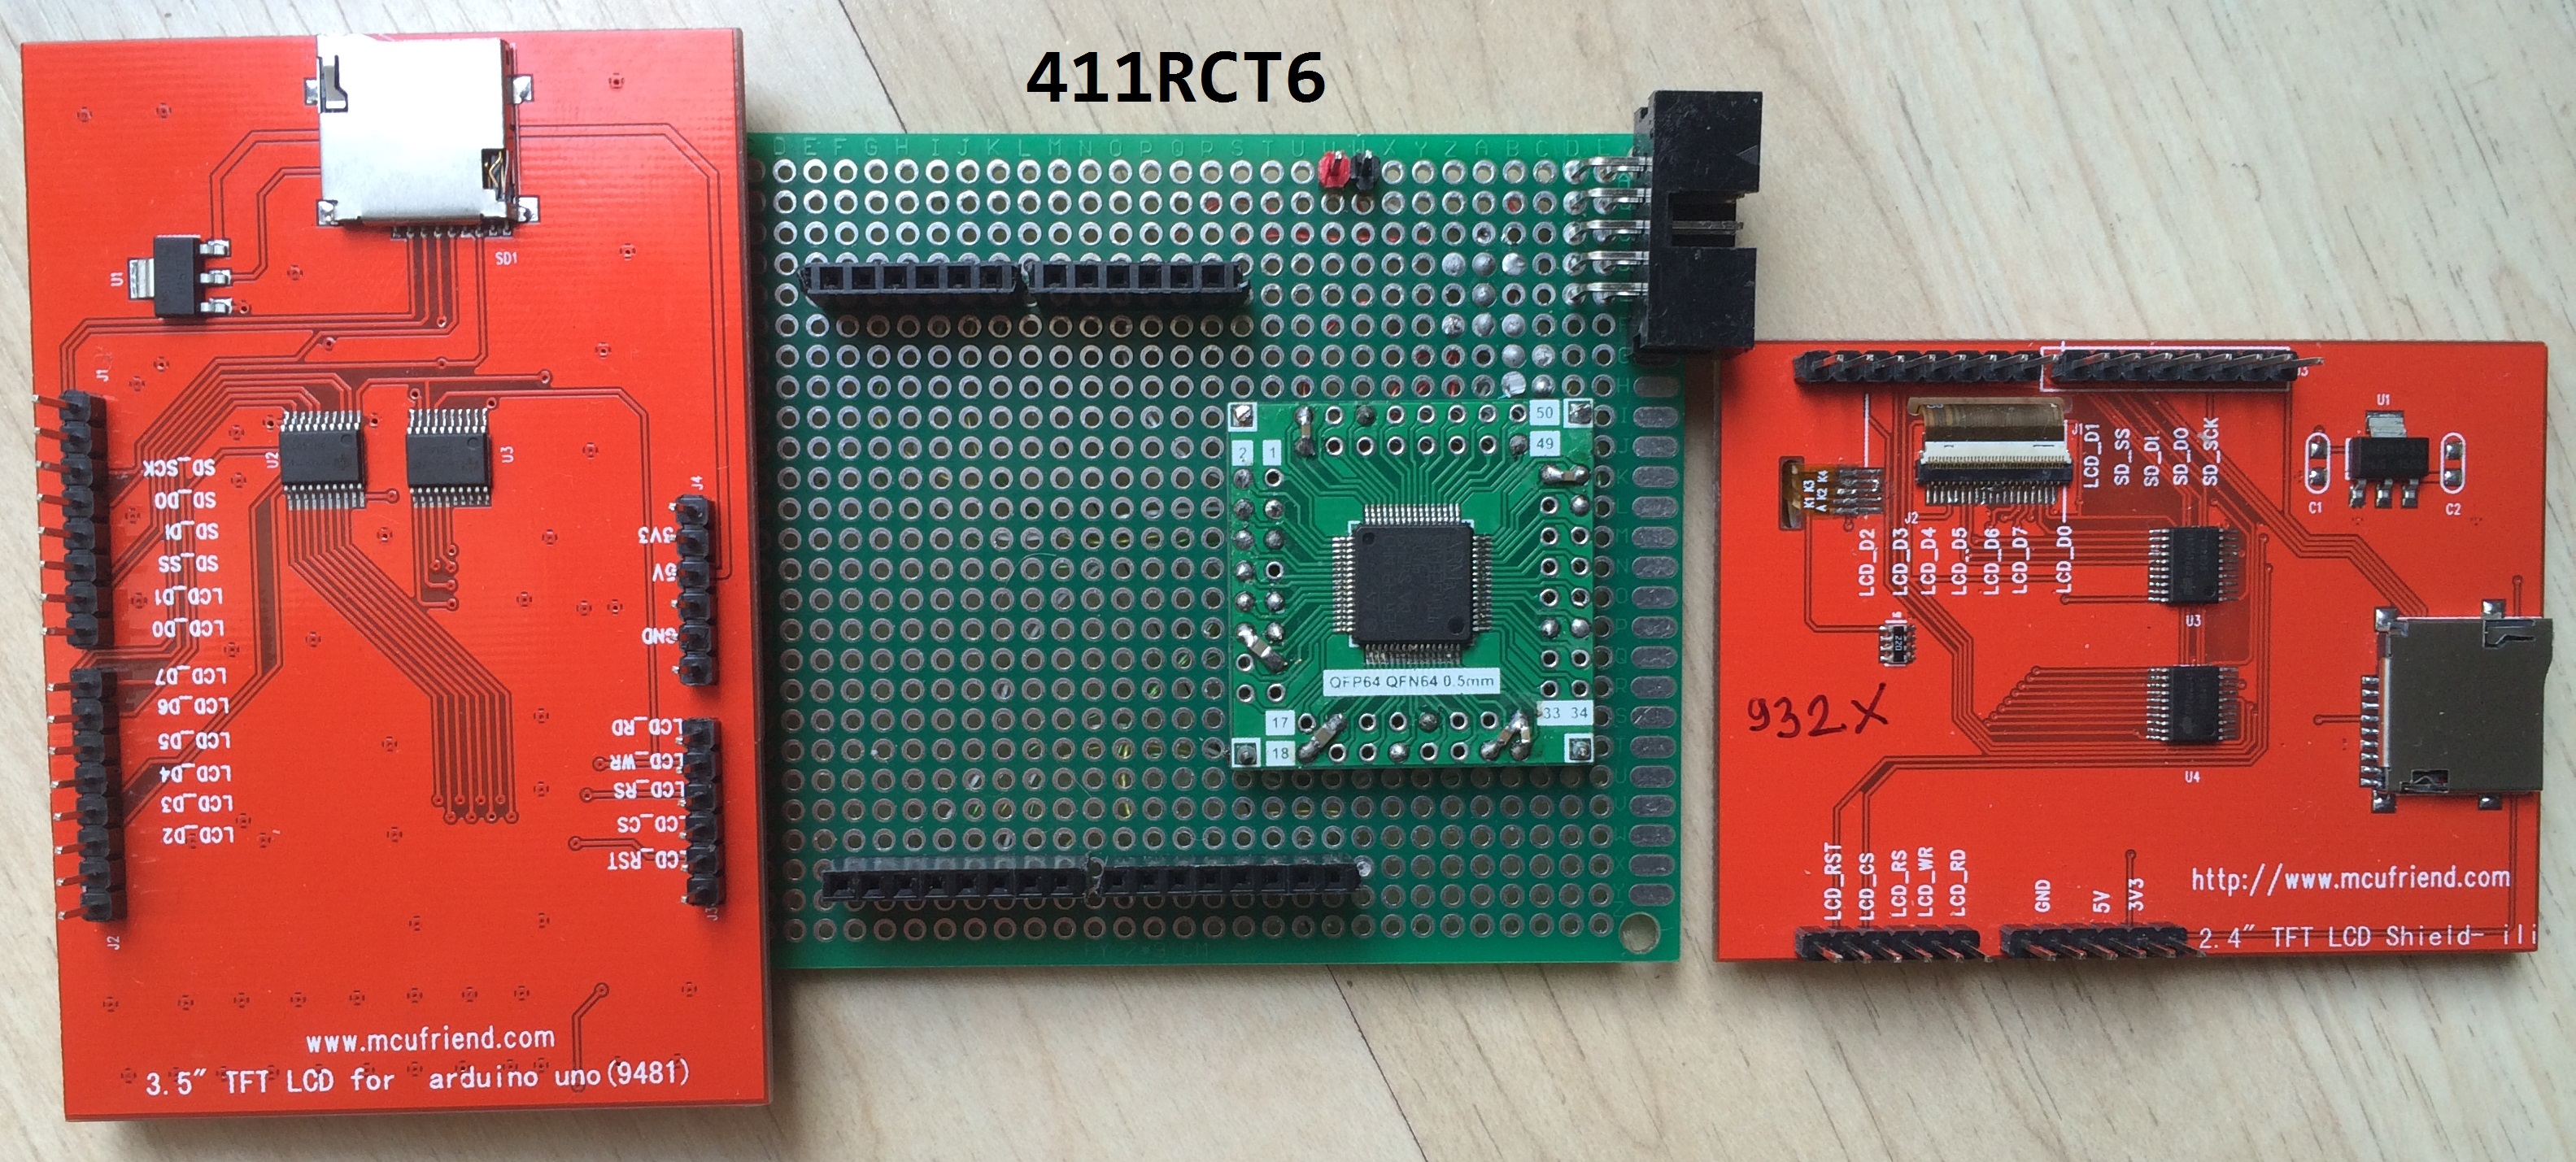 411RCT6
D E F G H I J K L M N O P Q R S T U V W X Y Z A B C D E
SD1
U1
J1
U2
U3
SD_SCK
SD_DO
SD_DI
SD_SS
LCD_D1
LCD_D0
LCD_D7
LCD_D6
LCD_D5
LCD_D4
LCD_D3
LCD_D2
J2
J4
3V3
5V
GND
LCD_RD
LCD_WR
LCD_RS
LCD_CS
LCD_RST
J3
www.mcufriend.com
3.5" TFT LCD for arduino uno(9481)
50
49
2 1
QFP64 QFN64 0.5mm
17
18
33 34
J3
J1
LCD_D1
SD_SS
SD_DI
SD_DO
SD_SCK
U1
C1
C2
K1 K3
A K2 K4
J2
LCD_D2
LCD_D3
LCD_D4
LCD_D5
LCD_D6
LCD_D7
LCD_D0
U3
U4
932X
LCD_RST
LCD_CS
LCD_RS
LCD_WR
LCD_RD
GND
5V
3V3
http://www.mcufriend.com
2.4" TFT LCD Shield- ili